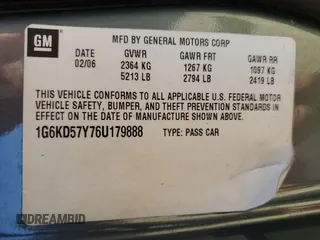 GM
MFD BY GENERAL MOTORS CORP
DATE GVWR GAWR FRT GAWR RR
02/06 2364 KG 1267 KG 1097 KG
5213 LB 2794 LB 2419 LB
THIS VEHICLE CONFORMS TO ALL APPLICABLE U.S. FEDERAL MOTOR
VEHICLE SAFETY, BUMPER, AND THEFT PREVENTION STANDARDS IN
EFFECT ON THE DATE OF MANUFACTURE SHOWN ABOVE.
1G6KD57Y76U179888 TYPE: PASS CAR
DREAMBID